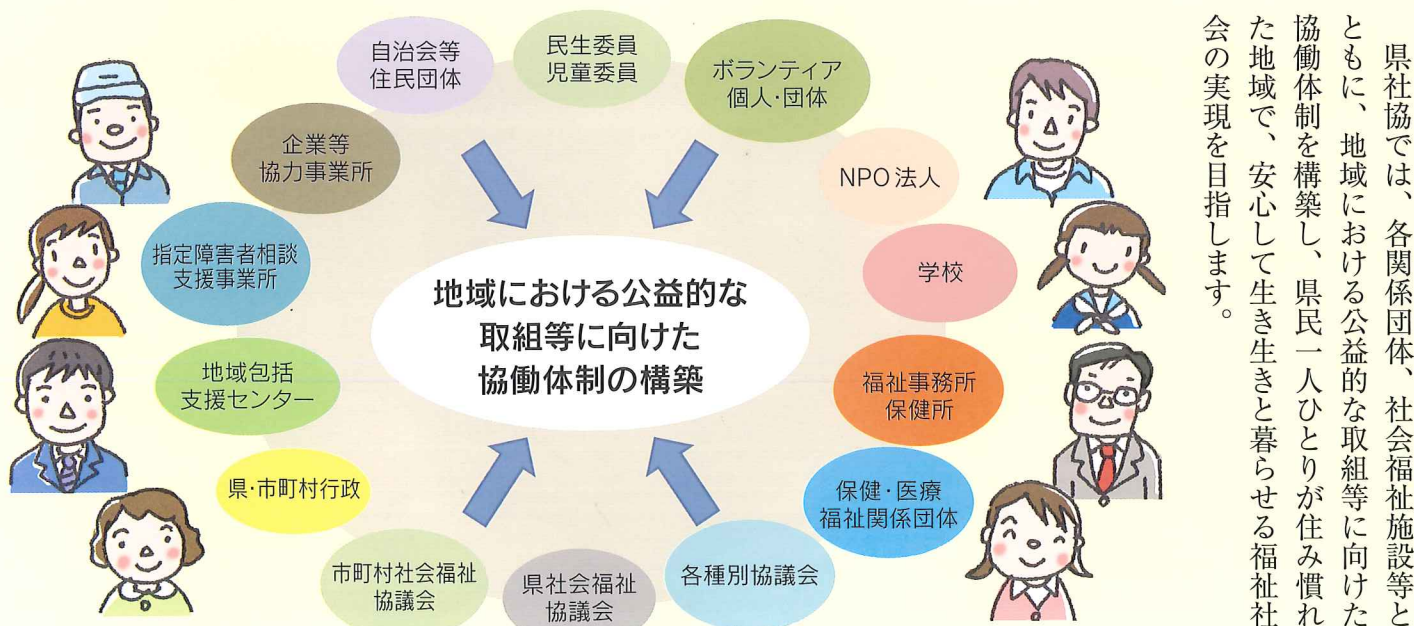 県社協では、各関係団体、社会福祉施設等と
ともに、地域における公益的な取組等に向けた
協働体制を構築し、県民一人ひとりが住み慣れ
た地域で、安心して生き生きと暮らせる福祉社
会の実現を目指します。
自治会等
住民団体
民生委員
児童委員
ボランティア
個人・団体
企業等
協力事業所
NPO法人
指定障害者相談
支援事業所
学校
地域における公益的な
取組等に向けた
協働体制の構築
地域包括
支援センター
福祉事務所
保健所
県・市町村行政
保健・医療
福祉関係団体
市町村社会福祉
協議会
県社会福祉
協議会
各種別協議会